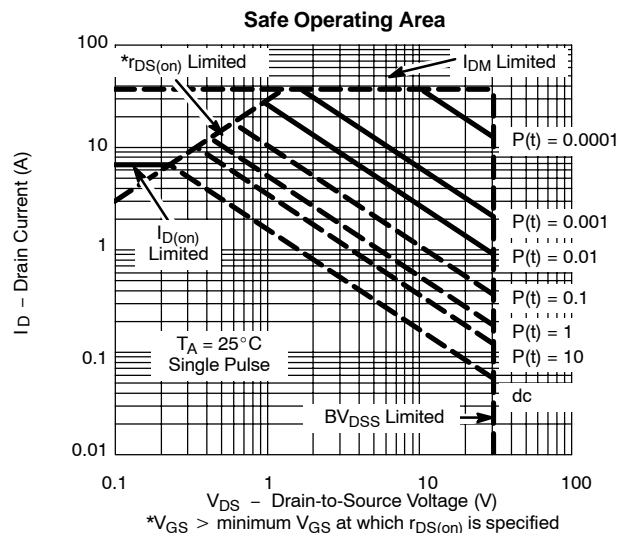 Safe Operating Area
100
*rDS(on) Limited
IDM Limited
10
P(t) = 0.0001
ID(on)
Limited
P(t) = 0.001
1
P(t) = 0.01
P(t) = 0.1
TA = 25°C
Single Pulse
P(t) = 1
P(t) = 10
0.1
dc
BVDSS Limited
0.01
0.1
1
10
100
ID – Drain Current (A)
VDS – Drain-to-Source Voltage (V)
*VGS > minimum VGS at which rDS(on) is specified